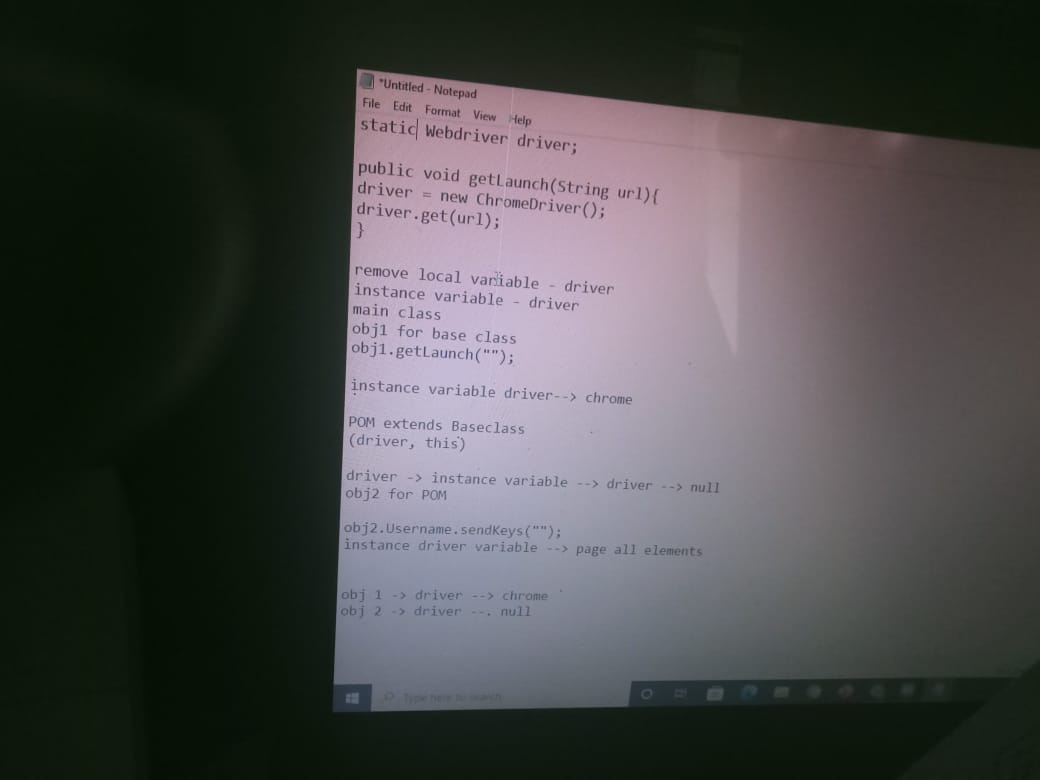 *Untitled - Notepad
File Edit Format View Help
static Webdriver driver;
public void getLaunch(String url){
driver = new ChromeDriver();
driver.get(url);
}
remove local variable - driver
instance variable - driver
main class
obj1 for base class
obj1.getLaunch("");
instance variable driver--> chrome
POM extends Baseclass
(driver, this)
driver -> instance variable --> driver --> null
obj2 for POM
obj2.Username.sendKeys("");
instance driver variable --> page all elements
obj 1 -> driver --> chrome
obj 2 -> driver --. null
Type here to search